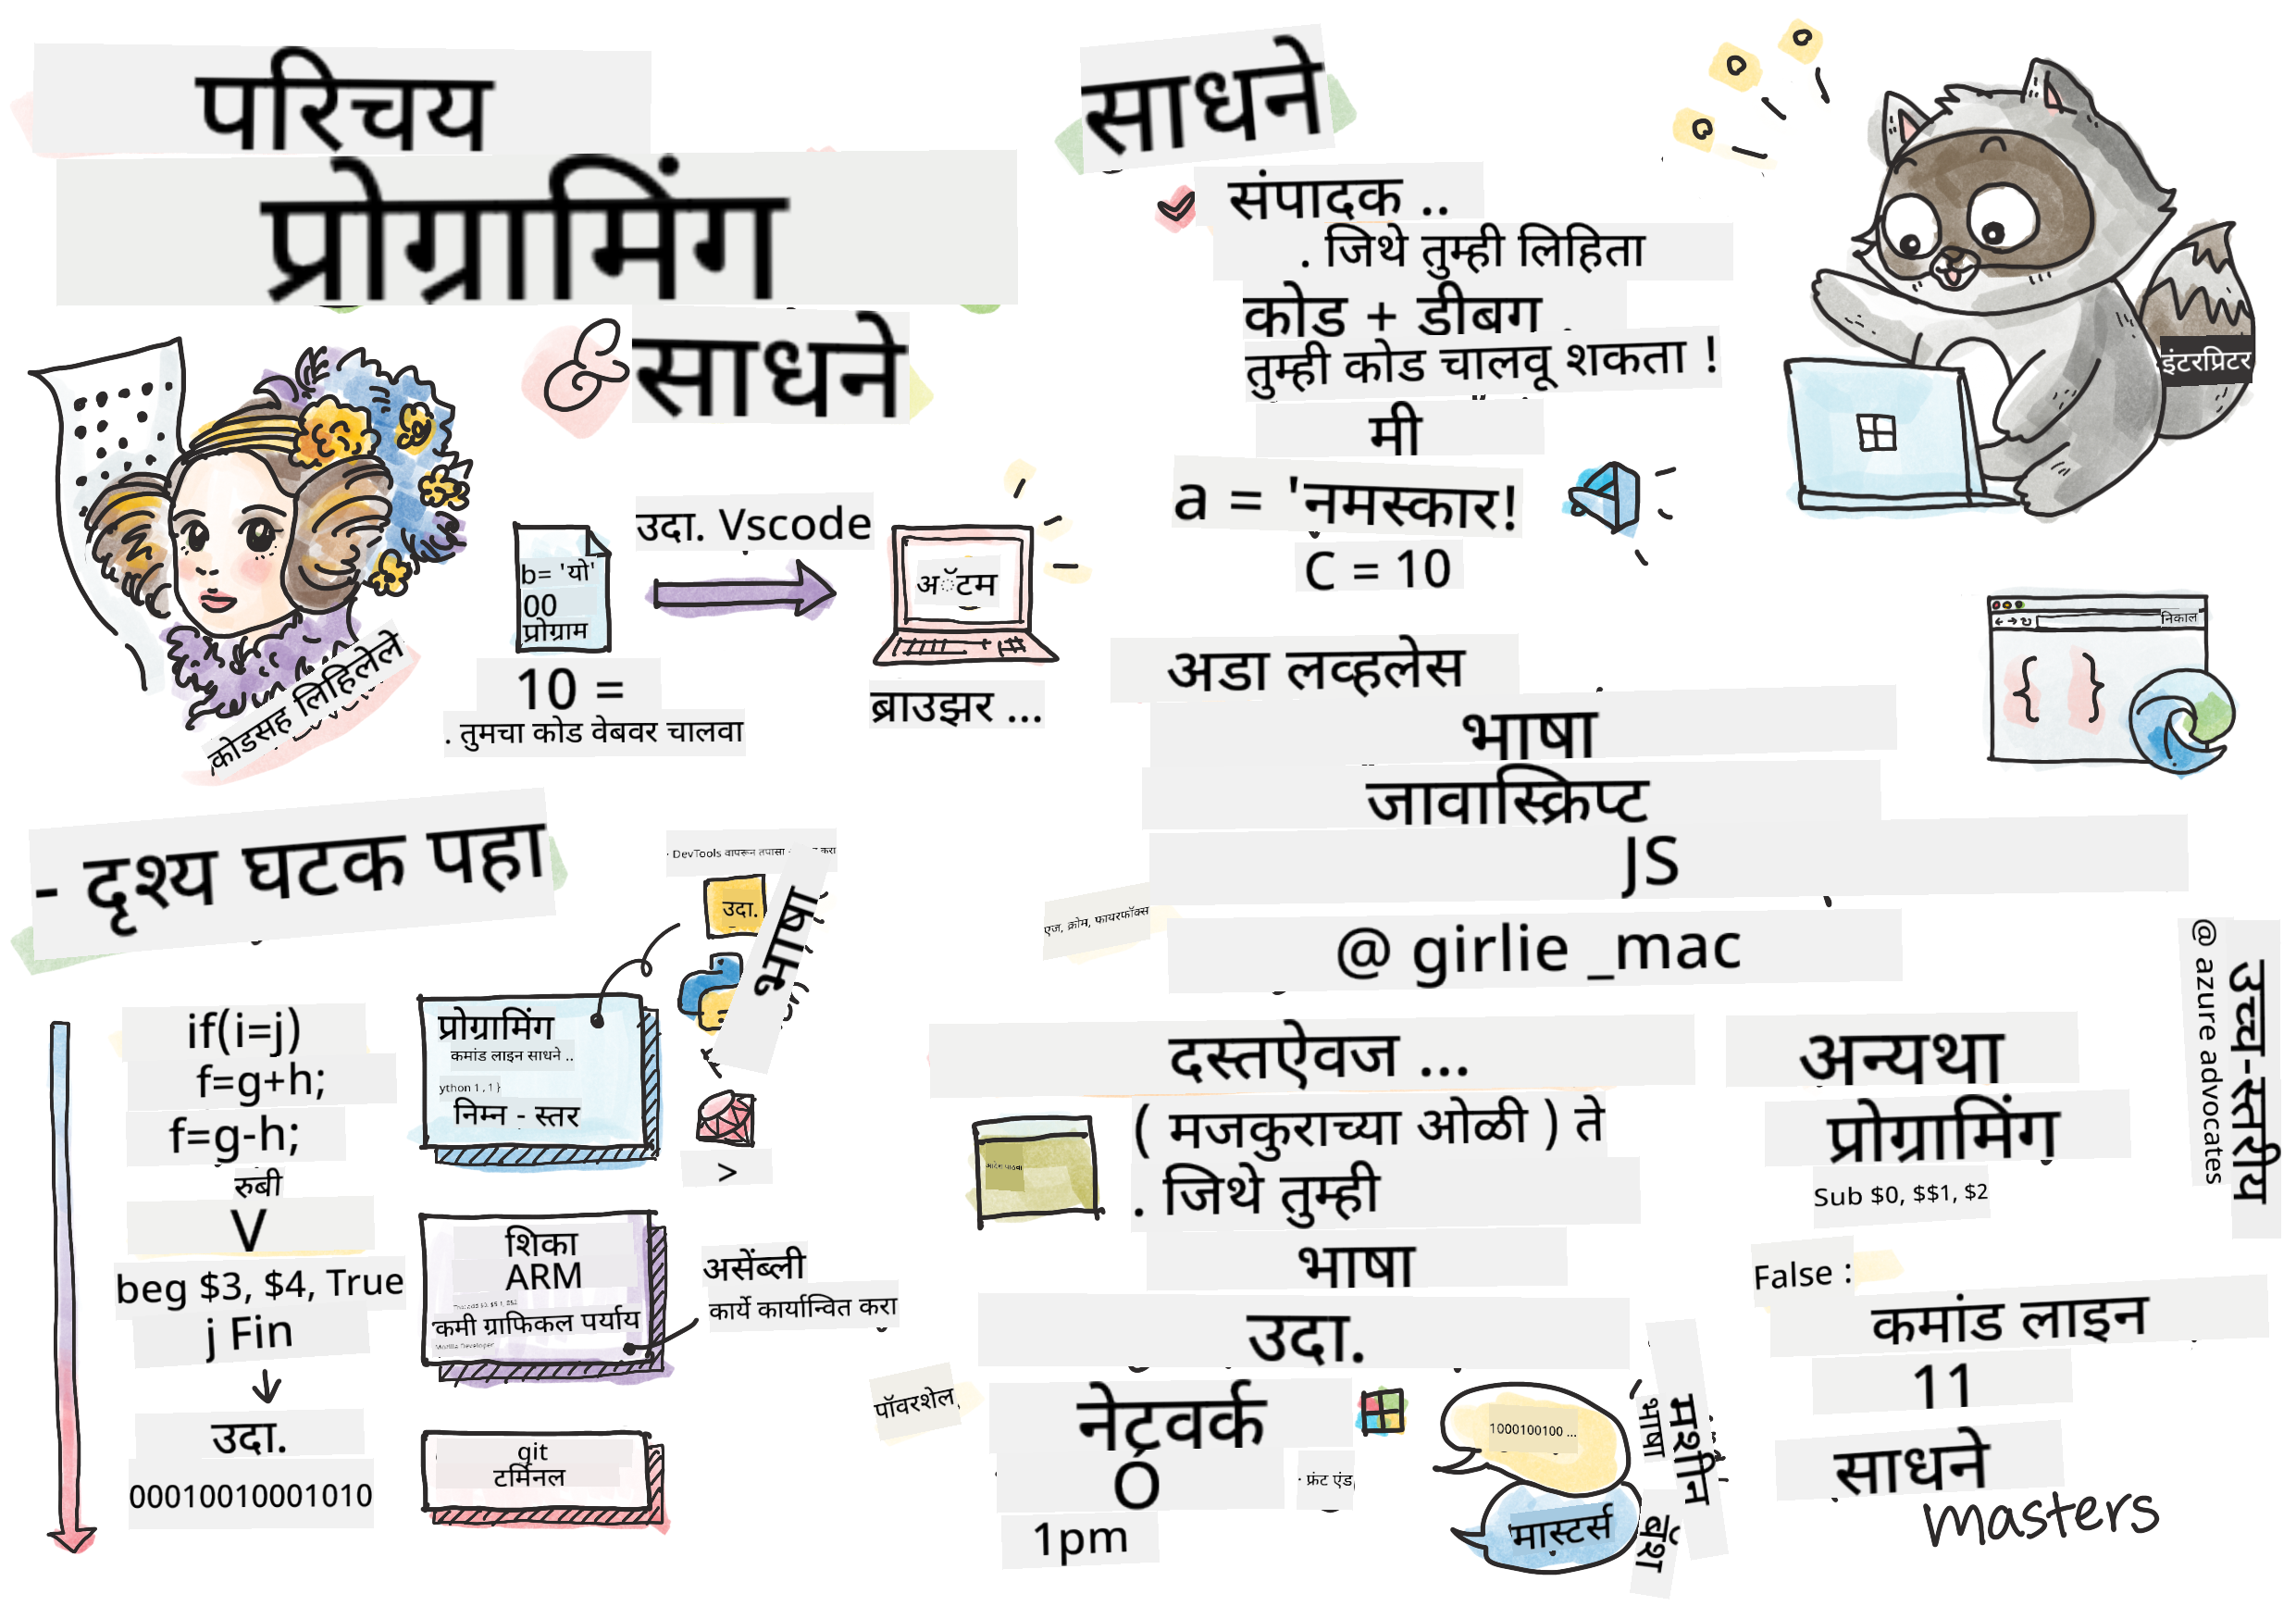 परिचय
प्रोग्रामिंग
& साधने
उदा. Vscode
b= 'यो'
00
प्रोग्राम
अॅटम
10 =
. तुमचा कोड वेबवर चालवा
ब्राउझर ...
कोडसह लिहिलेले
साधने
संपादक ..
. जिथे तुम्ही लिहिता
कोड + डीबग .
तुम्ही कोड चालवू शकता !
मी
a = 'नमस्कार!
C = 10
इंटरप्रिटर
निकाल
{ }
अडा लव्हलेस
भाषा
जावास्क्रिप्ट
JS
एज, क्रोम, फायरफॉक्स
@ girlie _mac
- दृश्य घटक पहा
· DevTools वापरून तपासा
करा
उदा.
भाषा
if(i=j)
f=g+h;
f=g-h;
रुबी
V
beg $3, $4, True
j Fin
उदा.
00010010001010
प्रोग्रामिंग
कमांड लाइन साधने ..
ython 1 , 1 }
निम्न - स्तर
>
शिका
ARM
कमी ग्राफिकल पर्याय
Mozilla Developer
असेंब्ली
कार्ये कार्यान्वित करा
git
टर्मिनल
दस्तऐवज ...
( मजकुराच्या ओळी ) ते
. जिथे तुम्ही
भाषा
उदा.
पॉवरशेल,
नेटवर्क
O
1pm
· फ्रंट एंड
1000100100 ...
मास्टर्स
भाषा
मशीन
बॅश
अन्यथा
प्रोग्रामिंग
Sub $0, $$1, $2
False :
कमांड लाइन
11
साधने
masters
@ azure advocates
उच्च-स्तरीय